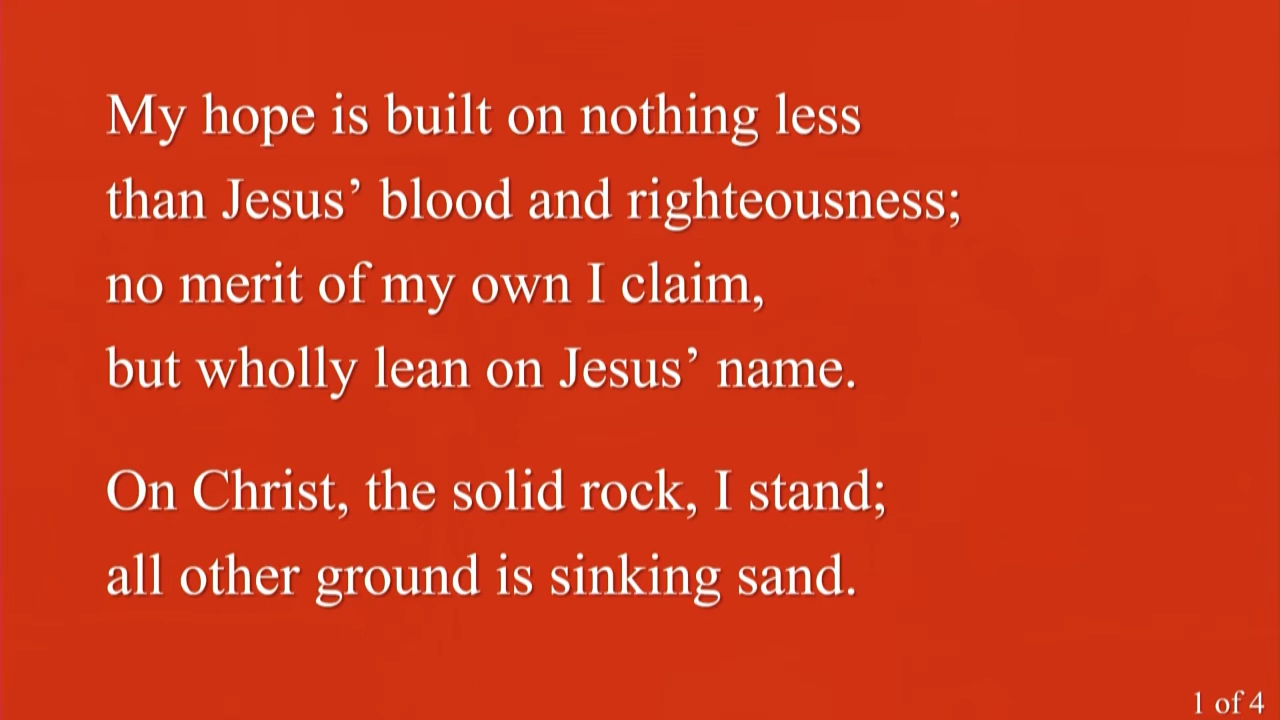 My hope is built on nothing less
than Jesus’ blood and righteousness;
no merit of my own I claim,
but wholly lean on Jesus’ name.
On Christ, the solid rock, I stand;
all other ground is sinking sand.
1 of 4